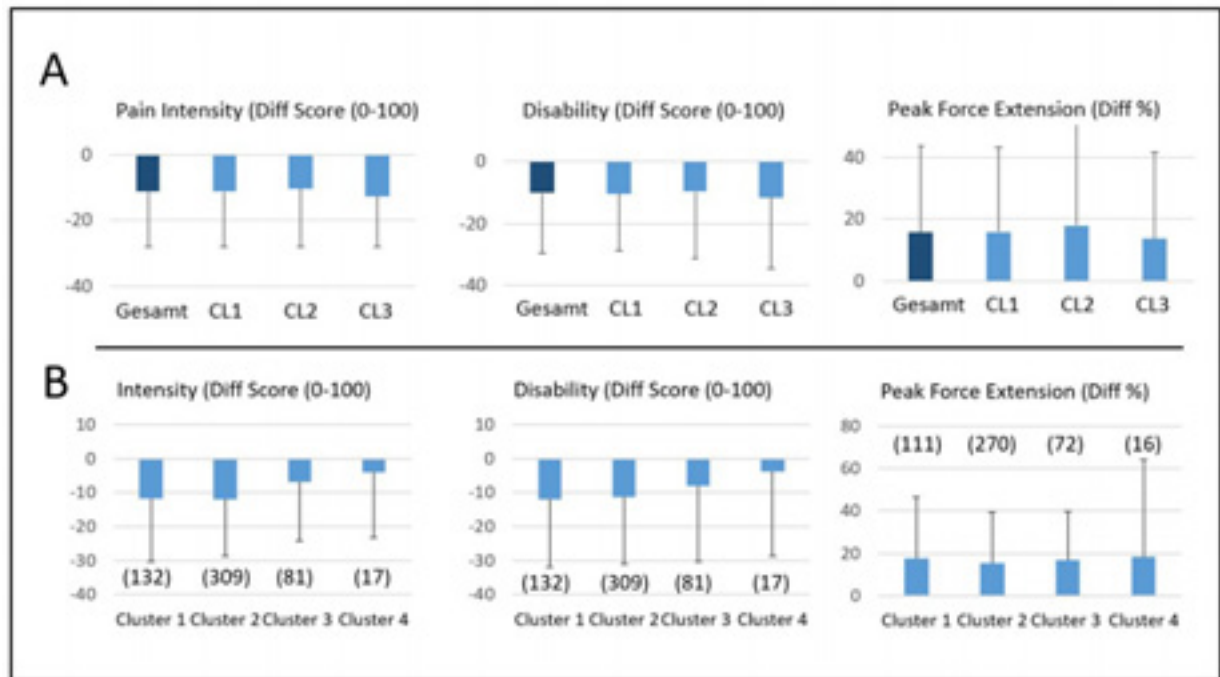 A
Pain Intensity (Diff Score (0-100)
0
-20
-40
Gesamt CL1 CL2 CL3
Disability (Diff Score (0-100)
0
-20
-40
Gesamt CL1 CL2 CL3
Peak Force Extension (Diff %)
40
20
0
Gesamt CL1 CL2 CL3
B
Intensity (Diff Score (0-100)
10
0
-10
-20
-30
-40
(132) (309) (81) (17)
Cluster 1 Cluster 2 Cluster 3 Cluster 4
Disability (Diff Score (0-100)
10
0
-10
-20
-30
-40
(132) (309) (81) (17)
Cluster 1 Cluster 2 Cluster 3 Cluster 4
Peak Force Extension (Diff %)
80
60
40
20
0
(111) (270) (72) (16)
Cluster 1 Cluster 2 Cluster 3 Cluster 4